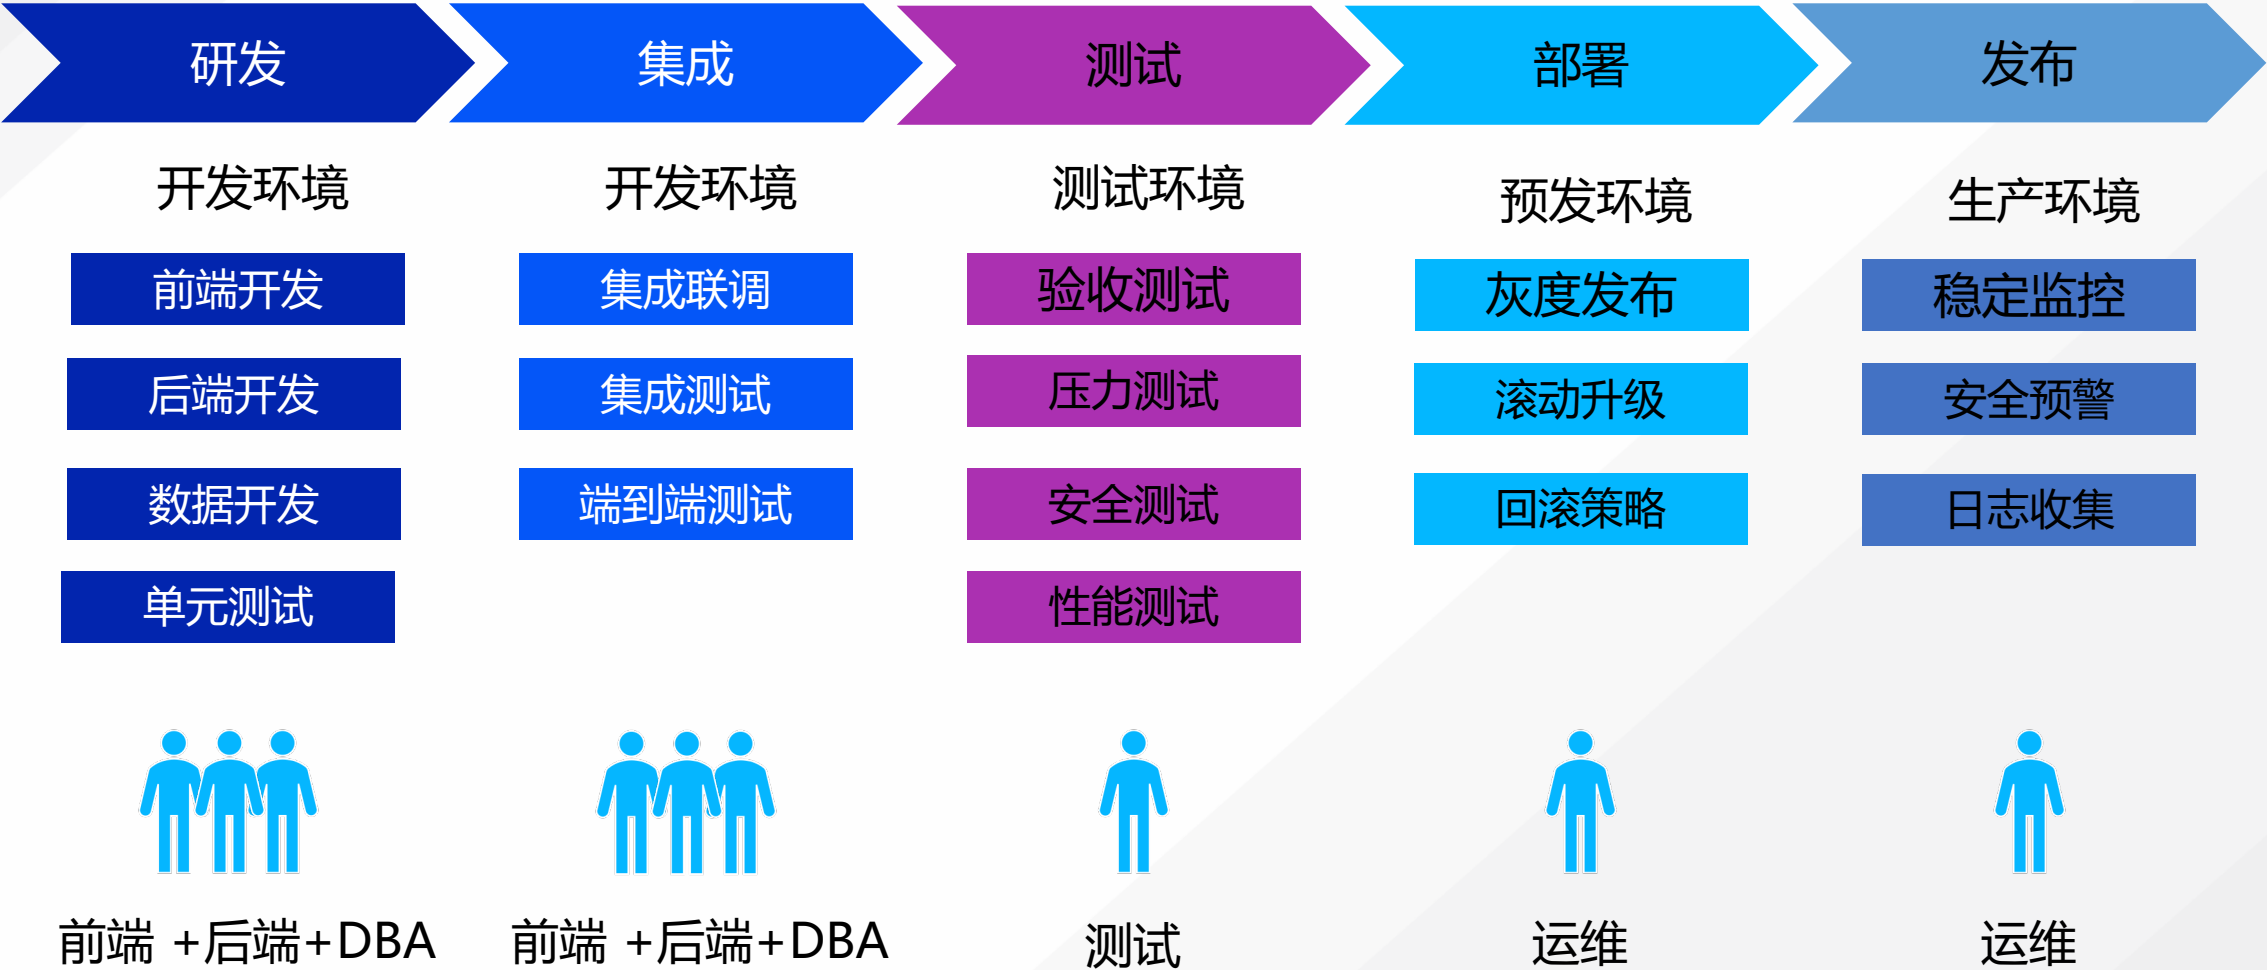 研发
集成
测试
部署
发布
开发环境
开发环境
测试环境
预发环境
生产环境
前端开发
集成联调
验收测试
灰度发布
稳定监控
后端开发
集成测试
压力测试
滚动升级
安全预警
数据开发
端到端测试
安全测试
回滚策略
日志收集
单元测试
性能测试
前端 +后端+DBA
前端 +后端+DBA
测试
运维
运维